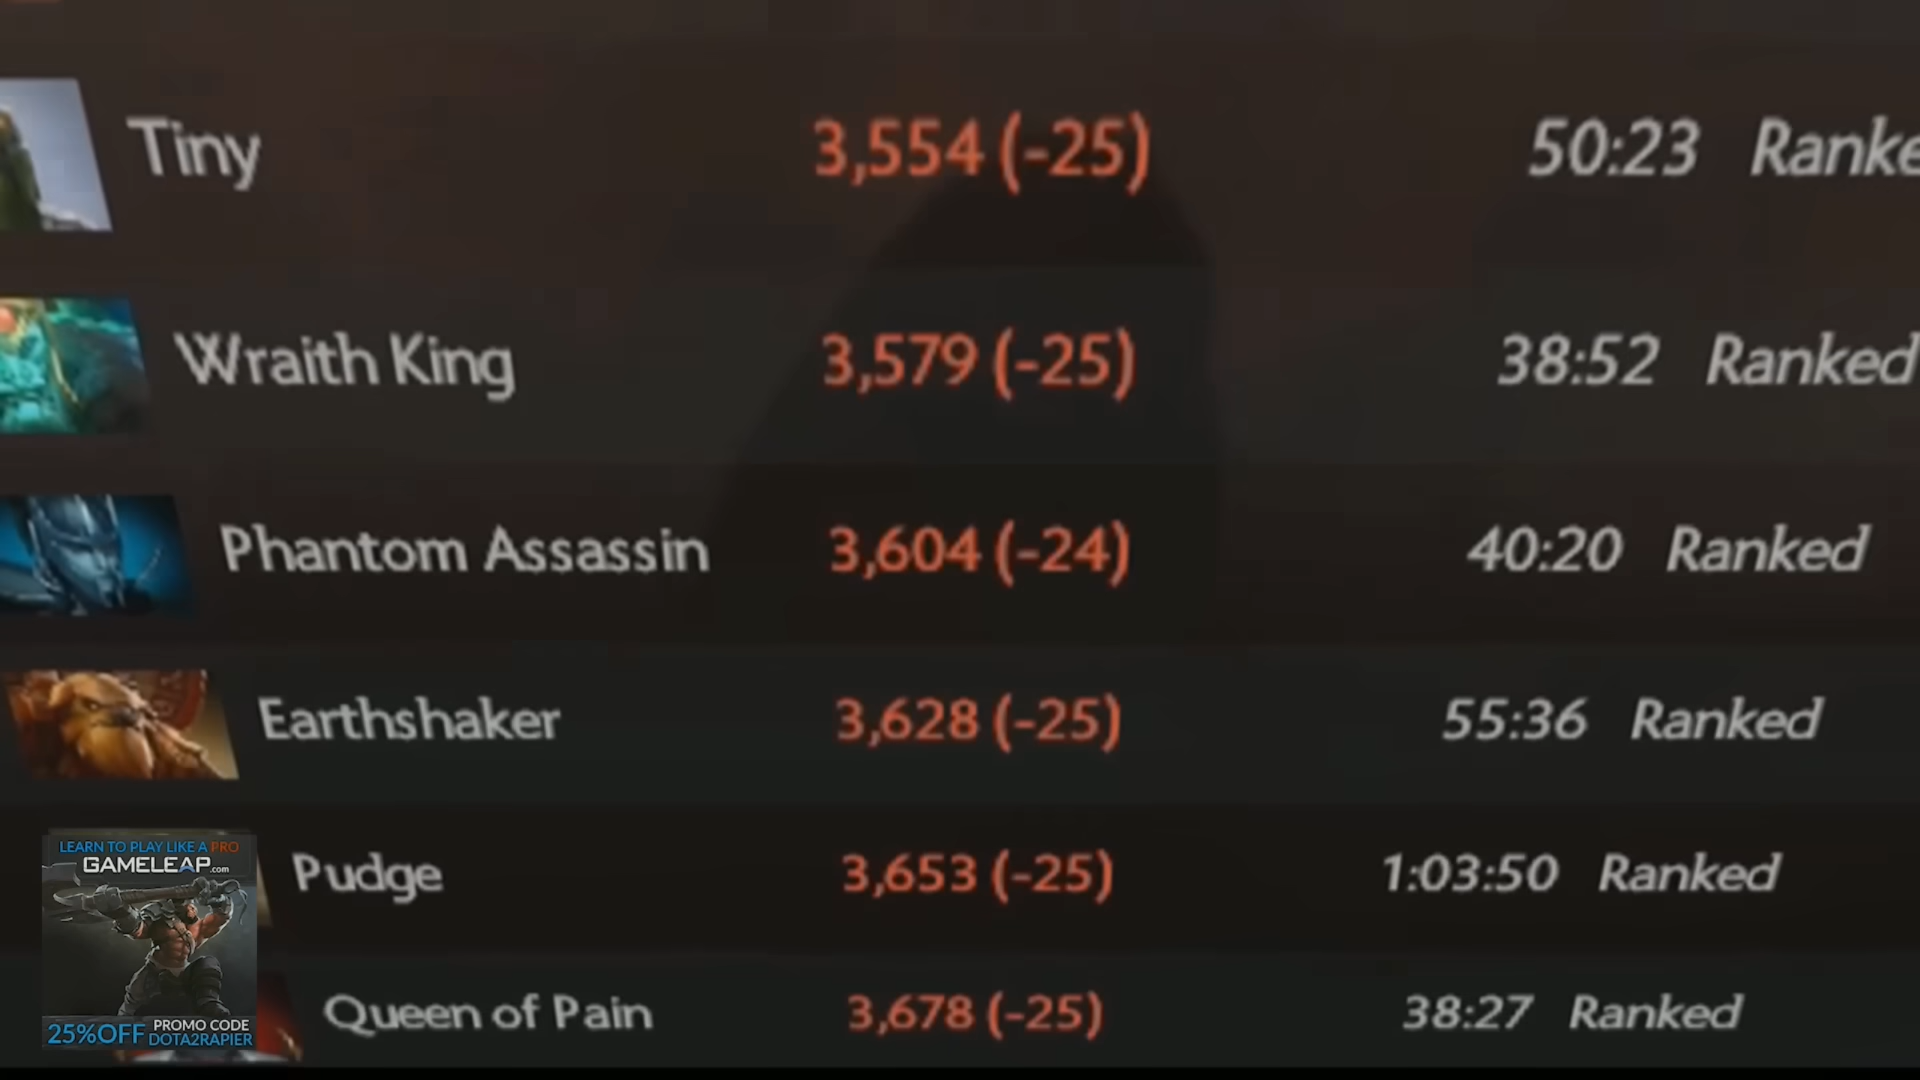 Tiny 3,554 (-25) 50:23 Ranke
Wraith King 3,579 (-25) 38:52 Ranked
Phantom Assassin 3,604 (-24) 40:20 Ranked
Earthshaker 3,628 (-25) 55:36 Ranked
Pudge 3,653 (-25) 1:03:50 Ranked
Queen of Pain 3,678 (-25) 38:27 Ranked
LEARN TO PLAY LIKE A PRO
GAMELEAP.com
25%OFF PROMO CODE
DOTA2RAPIER